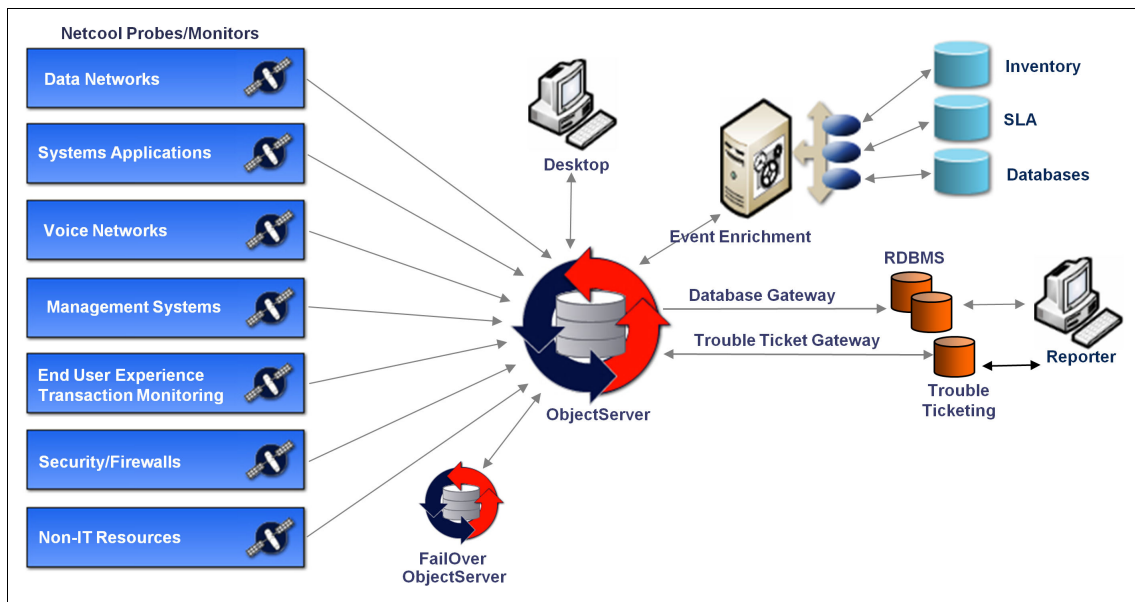 Netcool Probes/Monitors
Data Networks
Systems Applications
Voice Networks
Management Systems
End User Experience
Transaction Monitoring
Security/Firewalls
Non-IT Resources
Desktop
Event Enrichment
Inventory
SLA
Databases
ObjectServer
FailOver
ObjectServer
Database Gateway
Trouble Ticket Gateway
RDBMS
Reporter
Trouble
Ticketing